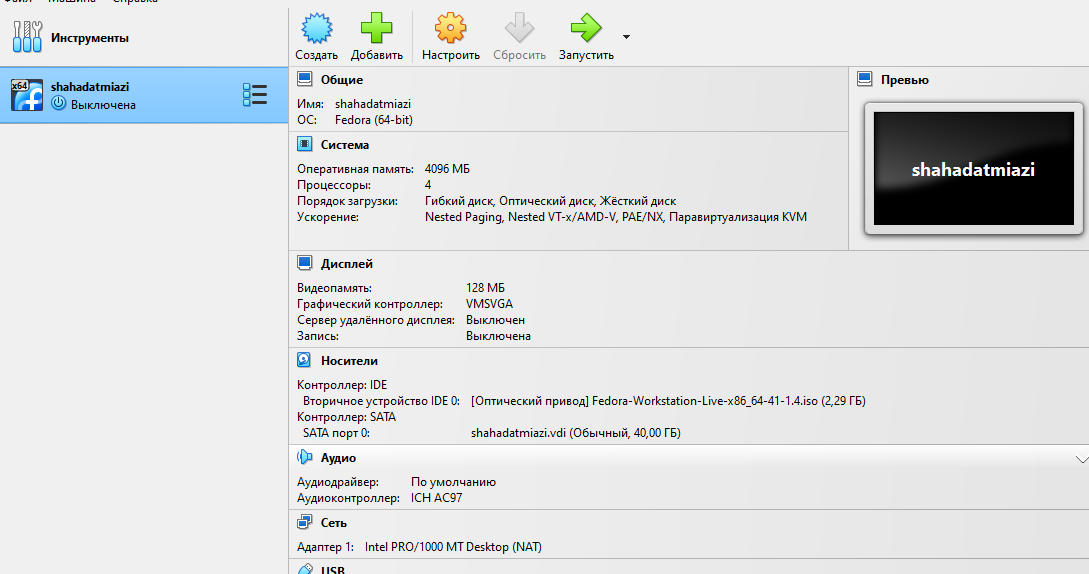 Файл Машина Справка
Инструменты
Создать Добавить Настроить Сбросить Запустить
x64
shahadatmiazi
Выключена
Общие
Имя: shahadatmiazi
ОС: Fedora (64-bit)
Превью
shahadatmiazi
Система
Оперативная память: 4096 МБ
Процессоры: 4
Порядок загрузки: Гибкий диск, Оптический диск, Жёсткий диск
Ускорение: Nested Paging, Nested VT-x/AMD-V, PAE/NX, Паравиртуализация KVM
Дисплей
Видеопамять: 128 МБ
Графический контроллер: VMSVGA
Сервер удалённого дисплея: Выключен
Запись: Выключена
Носители
Контроллер: IDE
Вторичное устройство IDE 0: [Оптический привод] Fedora-Workstation-Live-x86_64-41-1.4.iso (2,29 ГБ)
Контроллер: SATA
SATA порт 0: shahadatmiazi.vdi (Обычный, 40,00 ГБ)
Аудио
Аудиодрайвер: По умолчанию
Аудиоконтроллер: ICH AC97
Сеть
Адаптер 1: Intel PRO/1000 MT Desktop (NAT)
USB